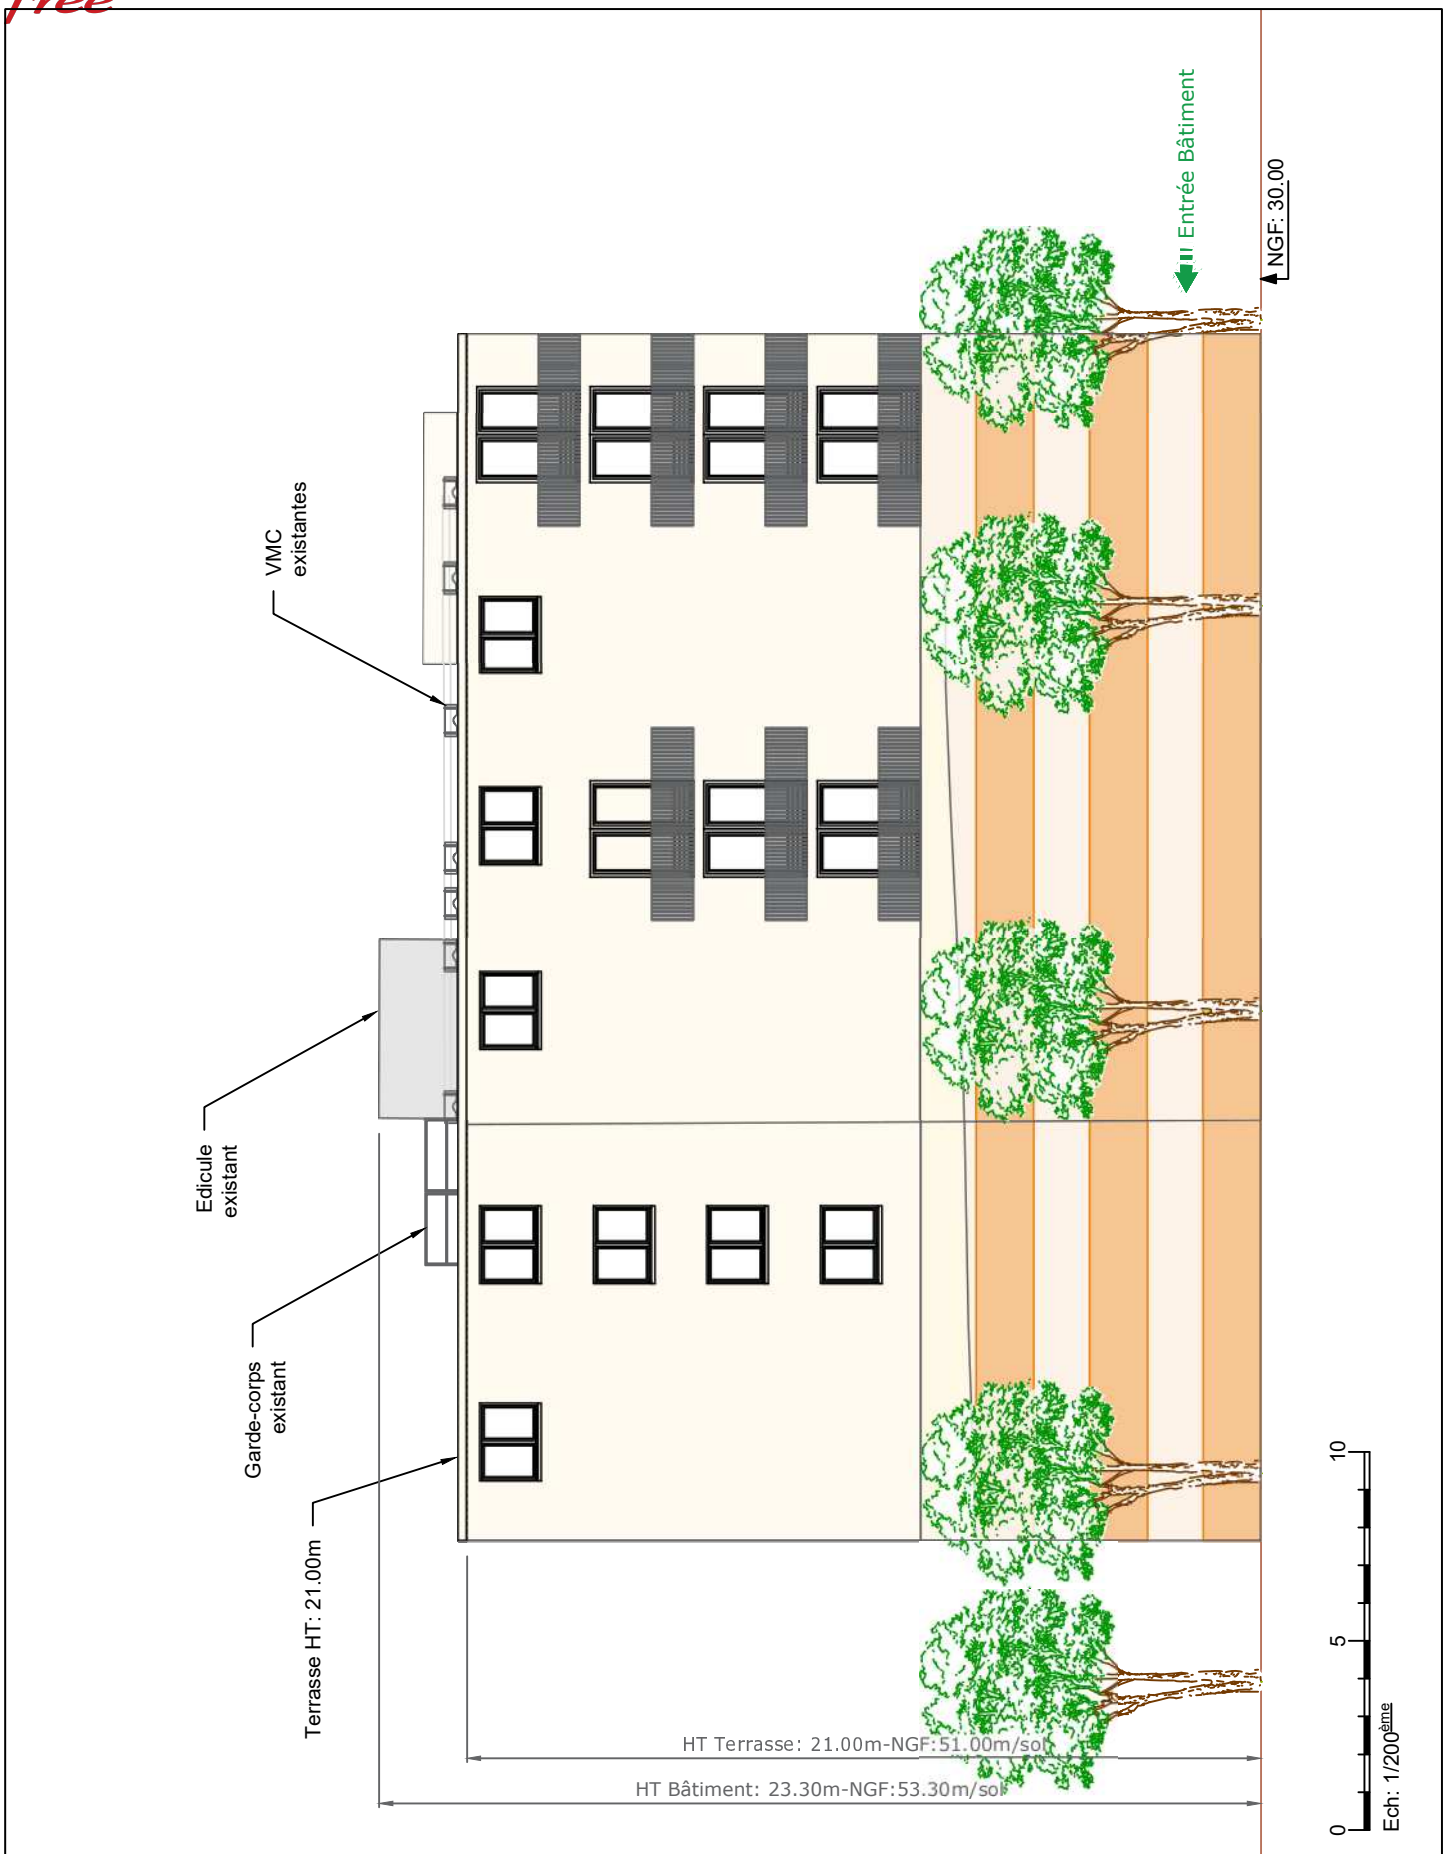 free
Entrée Bâtiment
NGF: 30.00
VMC
existantes
Edicule
existant
Garde-corps
existant
Terrasse HT: 21.00m
HT Terrasse: 21.00m-NGF:51.00m/sol
HT Bâtiment: 23.30m-NGF:53.30m/sol
0 5 10
Ech: 1/200ème